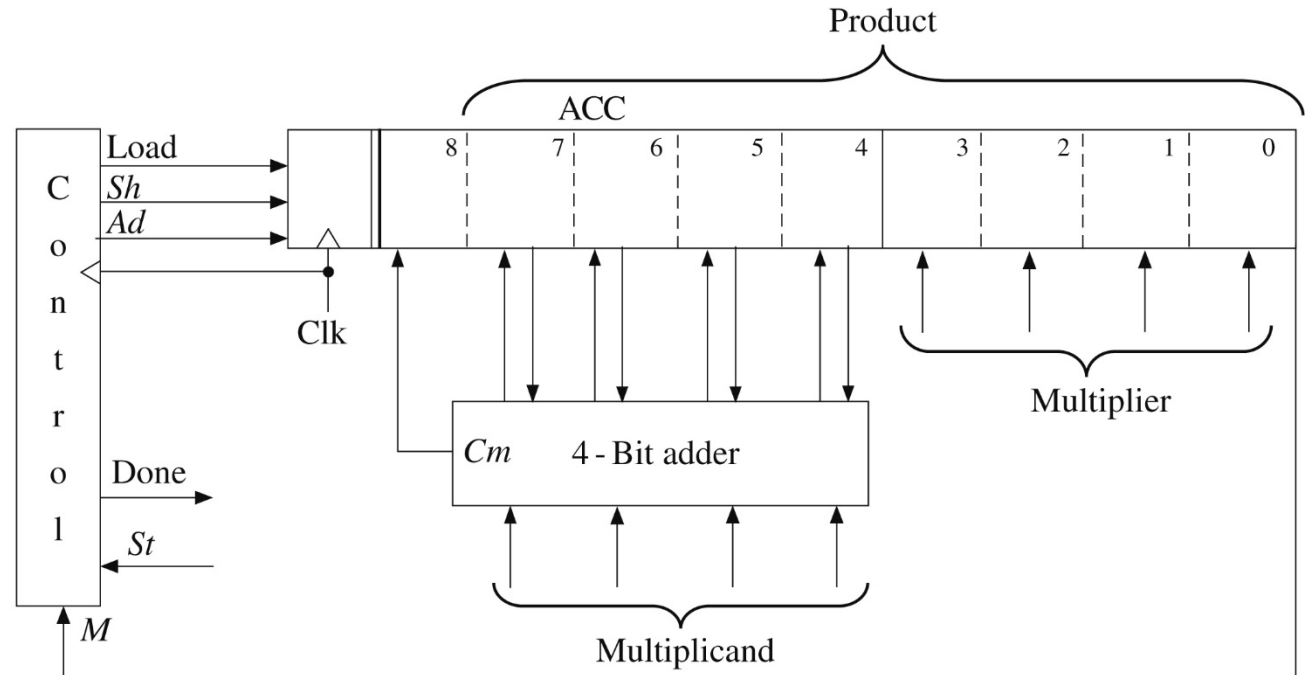 Product
ACC
Load
Sh
Ad
Control
8 7 6 5 4 3 2 1 0
Clk
Multiplier
Cm 4-Bit adder
Done
St
M
Multiplicand